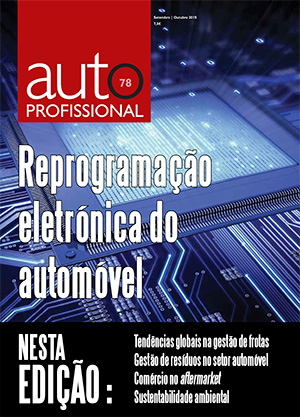 Setembro | Outubro 2018
auto
78
PROFISSIONAL
Reprogramação
eletrónica do
automóvel
NESTA
EDIÇÃO :
Tendências globais na gestão de frotas
Gestão de resíduos no setor automóvel
Comércio no aftermarket
Sustentabilidade ambiental